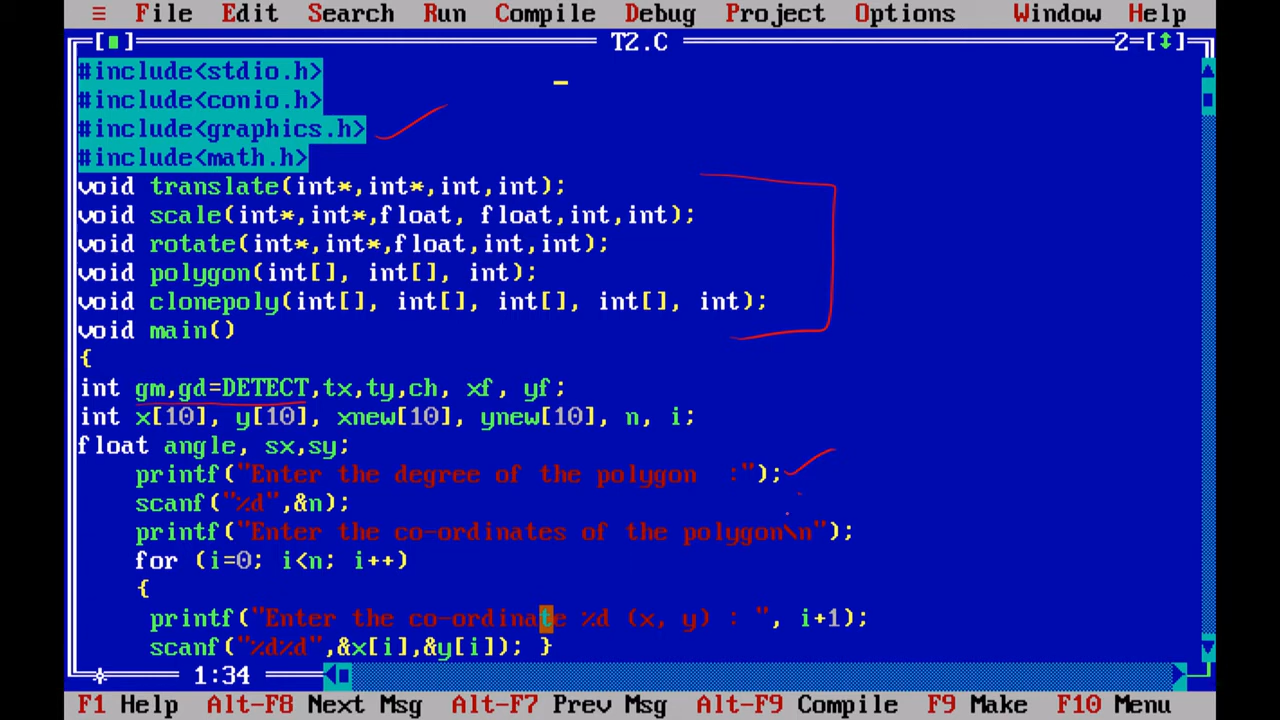 ≡ File Edit Search Run Compile Debug Project Options Window Help
[■] T2.C 2=[↕]
#include<stdio.h>
#include<conio.h>
#include<graphics.h>
#include<math.h>
void translate(int*,int*,int,int);
void scale(int*,int*,float, float,int,int);
void rotate(int*,int*,float,int,int);
void polygon(int[], int[], int);
void clonepoly(int[], int[], int[], int[], int);
void main()
{
int gm,gd=DETECT,tx,ty,ch, xf, yf;
int x[10], y[10], xnew[10], ynew[10], n, i;
float angle, sx,sy;
printf("Enter the degree of the polygon  :");
scanf("%d",&n);
printf("Enter the co-ordinates of the polygon\n");
for (i=0; i<n; i++)
{
printf("Enter the co-ordinate %d (x, y) : ", i+1);
scanf("%d%d",&x[i],&y[i]); }
1:34
F1 Help Alt-F8 Next Msg Alt-F7 Prev Msg Alt-F9 Compile F9 Make F10 Menu